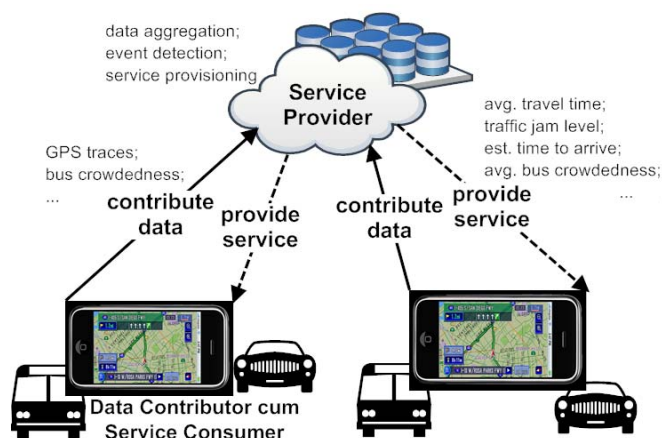 data aggregation;
event detection;
service provisioning
Service
Provider
avg. travel time;
traffic jam level;
est. time to arrive;
avg. bus crowdedness;
...
GPS traces;
bus crowdedness;
...
contribute
data
provide
service
contribute
data
provide
service
Data Contributor cum
Service Consumer